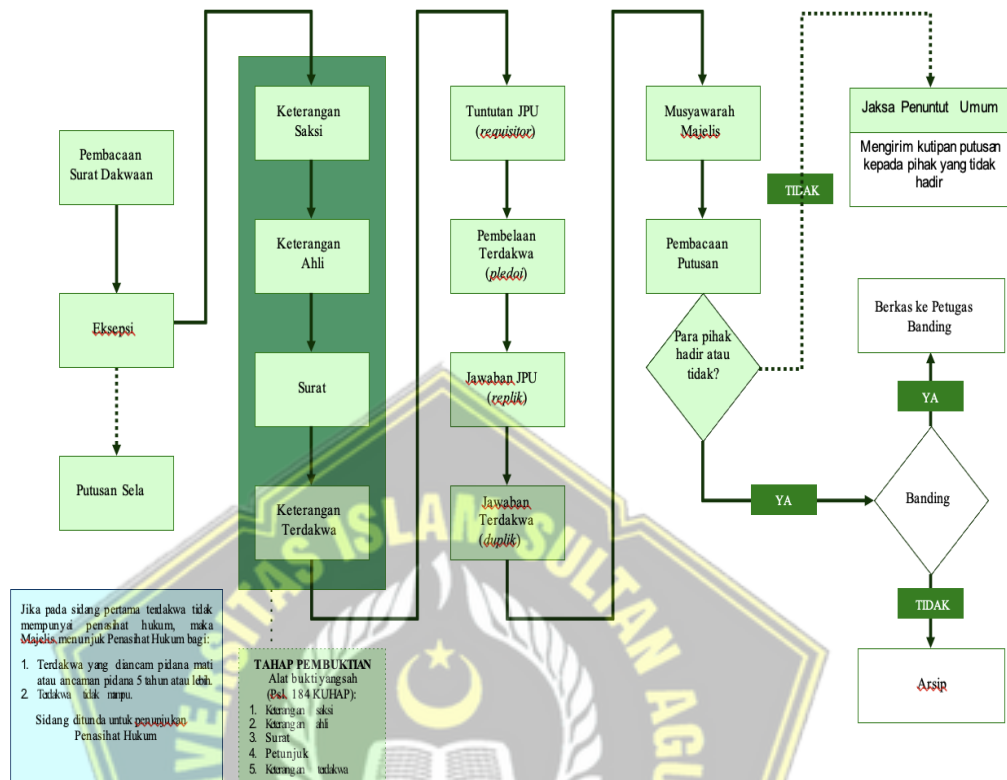 Pembacaan
Surat Dakwaan
Eksepsi
Putusan Sela
Jika pada sidang pertama terdakwa tidak
mempunyai penasihat hukum, maka
Majelis menunjuk Penasihat Hukum bagi:
1. Terdakwa yang diancam pidana mati
atau ancaman pidana 5 tahun atau lebih.
2. Terdakwa tidak mampu.
Sidang ditunda untuk penunjukan
Penasihat Hukum
Keterangan
Saksi
Keterangan
Ahli
Surat
Keterangan
Terdakwa
TAHAP PEMBUKTIAN
Alat bukti yang sah
(Psl. 184 KUHAP):
1. Keterangan saksi
2. Keterangan ahli
3. Surat
4. Petunjuk
5. Keterangan terdakwa
Tuntutan JPU
(requisitor)
Pembelaan
Terdakwa
(pledoi)
Jawaban JPU
(replik)
Jawaban
Terdakwa
(duplik)
Musyawarah
Majelis
Pembacaan
Putusan
Para pihak
hadir atau
tidak?
TIDAK
YA
Jaksa Penuntut Umum
Mengirim kutipan putusan
kepada pihak yang tidak
hadir
Berkas ke Petugas
Banding
YA
Banding
TIDAK
Arsip
VERSITAS ISLAM SULTAN AGU